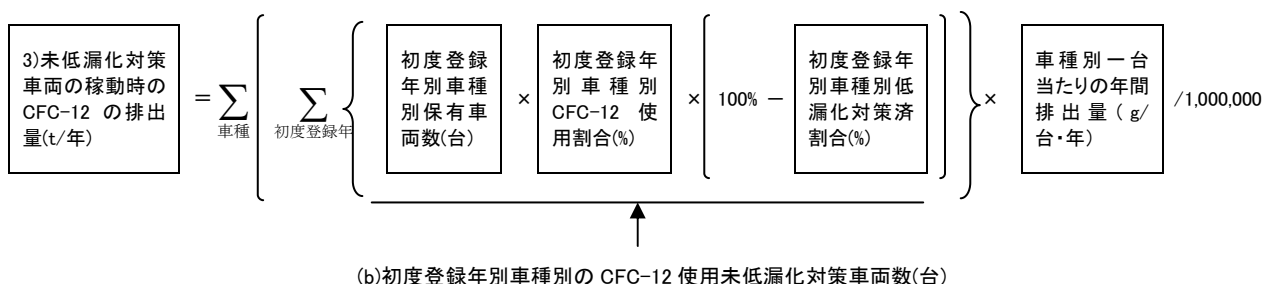 3)未低漏化対策
車両の稼動時の
CFC-12 の排出
量(t/年)
=
∑
車種
∑
初度登録年
初度登録
年別車種
別保有車
両数(台)
×
初度登録年
別車種別
CFC-12 使
用割合(%)
×
100% －
初度登録年
別車種別低
漏化対策済
割合(%)
×
車種別一台
当たりの年間
排出量(g/
台・年)
/1,000,000
(b)初度登録年別車種別の CFC-12 使用未低漏化対策車両数(台)